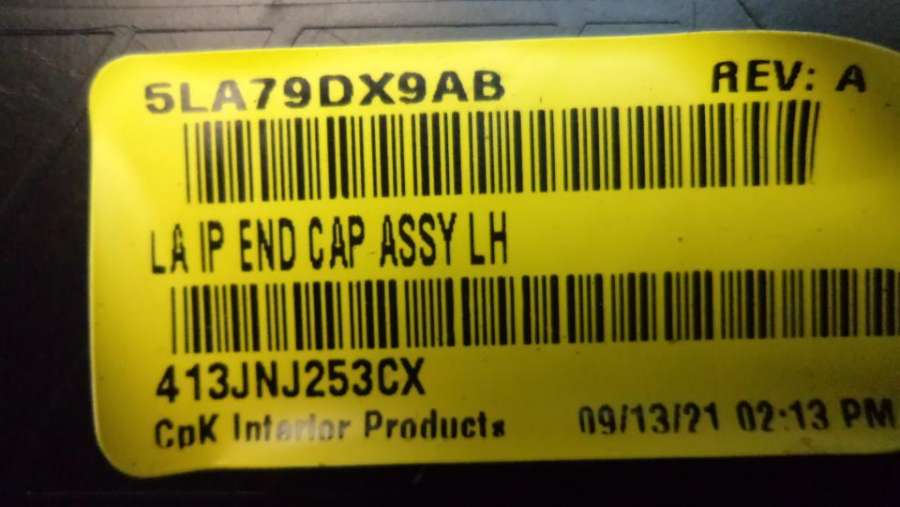 5LA79DX9AB REV: A
LA IP END CAP ASSY LH
413JNJ253CX
CpK Interior Products 09/13/21 02:13 PM